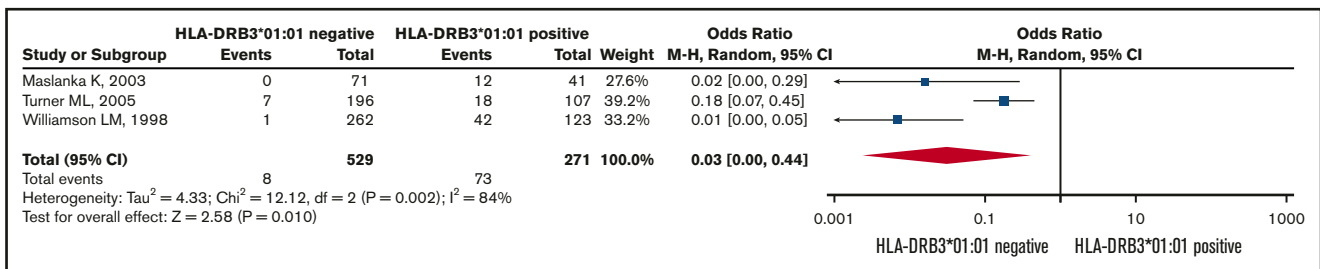 HLA-DRB3*01:01 negative HLA-DRB3*01:01 positive Odds Ratio Odds Ratio
Study or Subgroup Events Total Events Total Weight M-H, Random, 95% CI M-H, Random, 95% CI
Maslanka K, 2003 0 71 12 41 27.6% 0.02 [0.00, 0.29]
Turner ML, 2005 7 196 18 107 39.2% 0.18 [0.07, 0.45]
Williamson LM, 1998 1 262 42 123 33.2% 0.01 [0.00, 0.05]
Total (95% CI) 529 271 100.0% 0.03 [0.00, 0.44]
Total events 8 73
Heterogeneity: Tau² = 4.33; Chi² = 12.12, df = 2 (P = 0.002); I² = 84%
Test for overall effect: Z = 2.58 (P = 0.010)
0.001 0.1 10 1000
HLA-DRB3*01:01 negative HLA-DRB3*01:01 positive